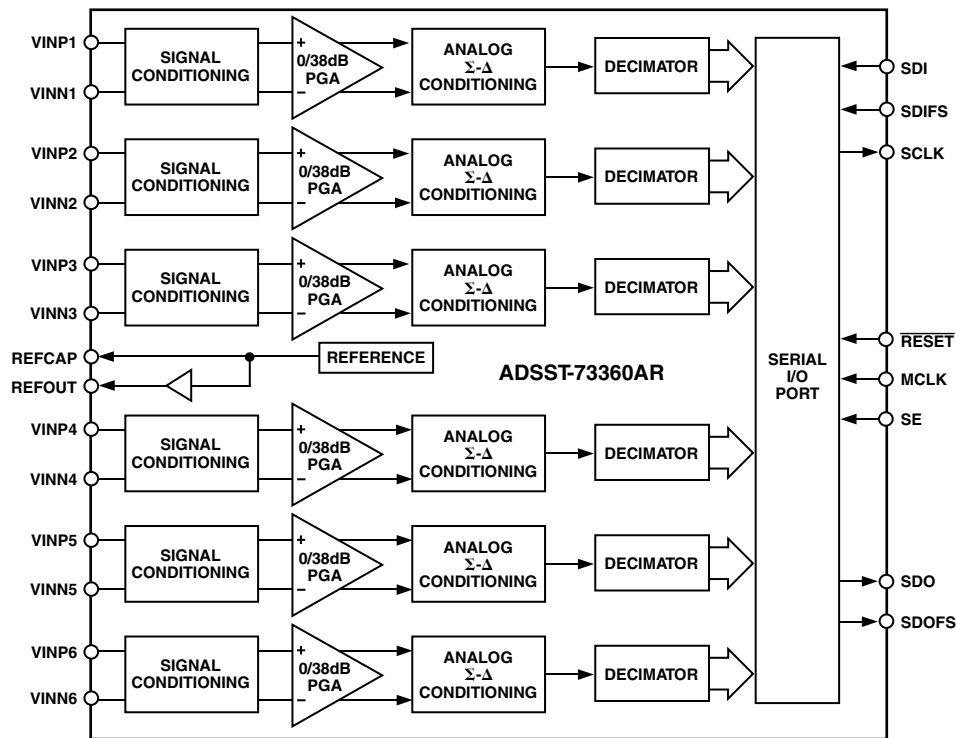 VINP1
VINN1
SIGNAL
CONDITIONING
+
0/38dB
PGA
−
ANALOG
Σ-Δ
CONDITIONING
DECIMATOR
VINP2
VINN2
SIGNAL
CONDITIONING
+
0/38dB
PGA
−
ANALOG
Σ-Δ
CONDITIONING
DECIMATOR
VINP3
VINN3
SIGNAL
CONDITIONING
+
0/38dB
PGA
−
ANALOG
Σ-Δ
CONDITIONING
DECIMATOR
REFCAP
REFOUT
REFERENCE
ADSST-73360AR
VINP4
VINN4
SIGNAL
CONDITIONING
+
0/38dB
PGA
−
ANALOG
Σ-Δ
CONDITIONING
DECIMATOR
VINP5
VINN5
SIGNAL
CONDITIONING
+
0/38dB
PGA
−
ANALOG
Σ-Δ
CONDITIONING
DECIMATOR
VINP6
VINN6
SIGNAL
CONDITIONING
+
0/38dB
PGA
−
ANALOG
Σ-Δ
CONDITIONING
DECIMATOR
SERIAL
I/O
PORT
SDI
SDIFS
SCLK
RESET
MCLK
SE
SDO
SDOFS